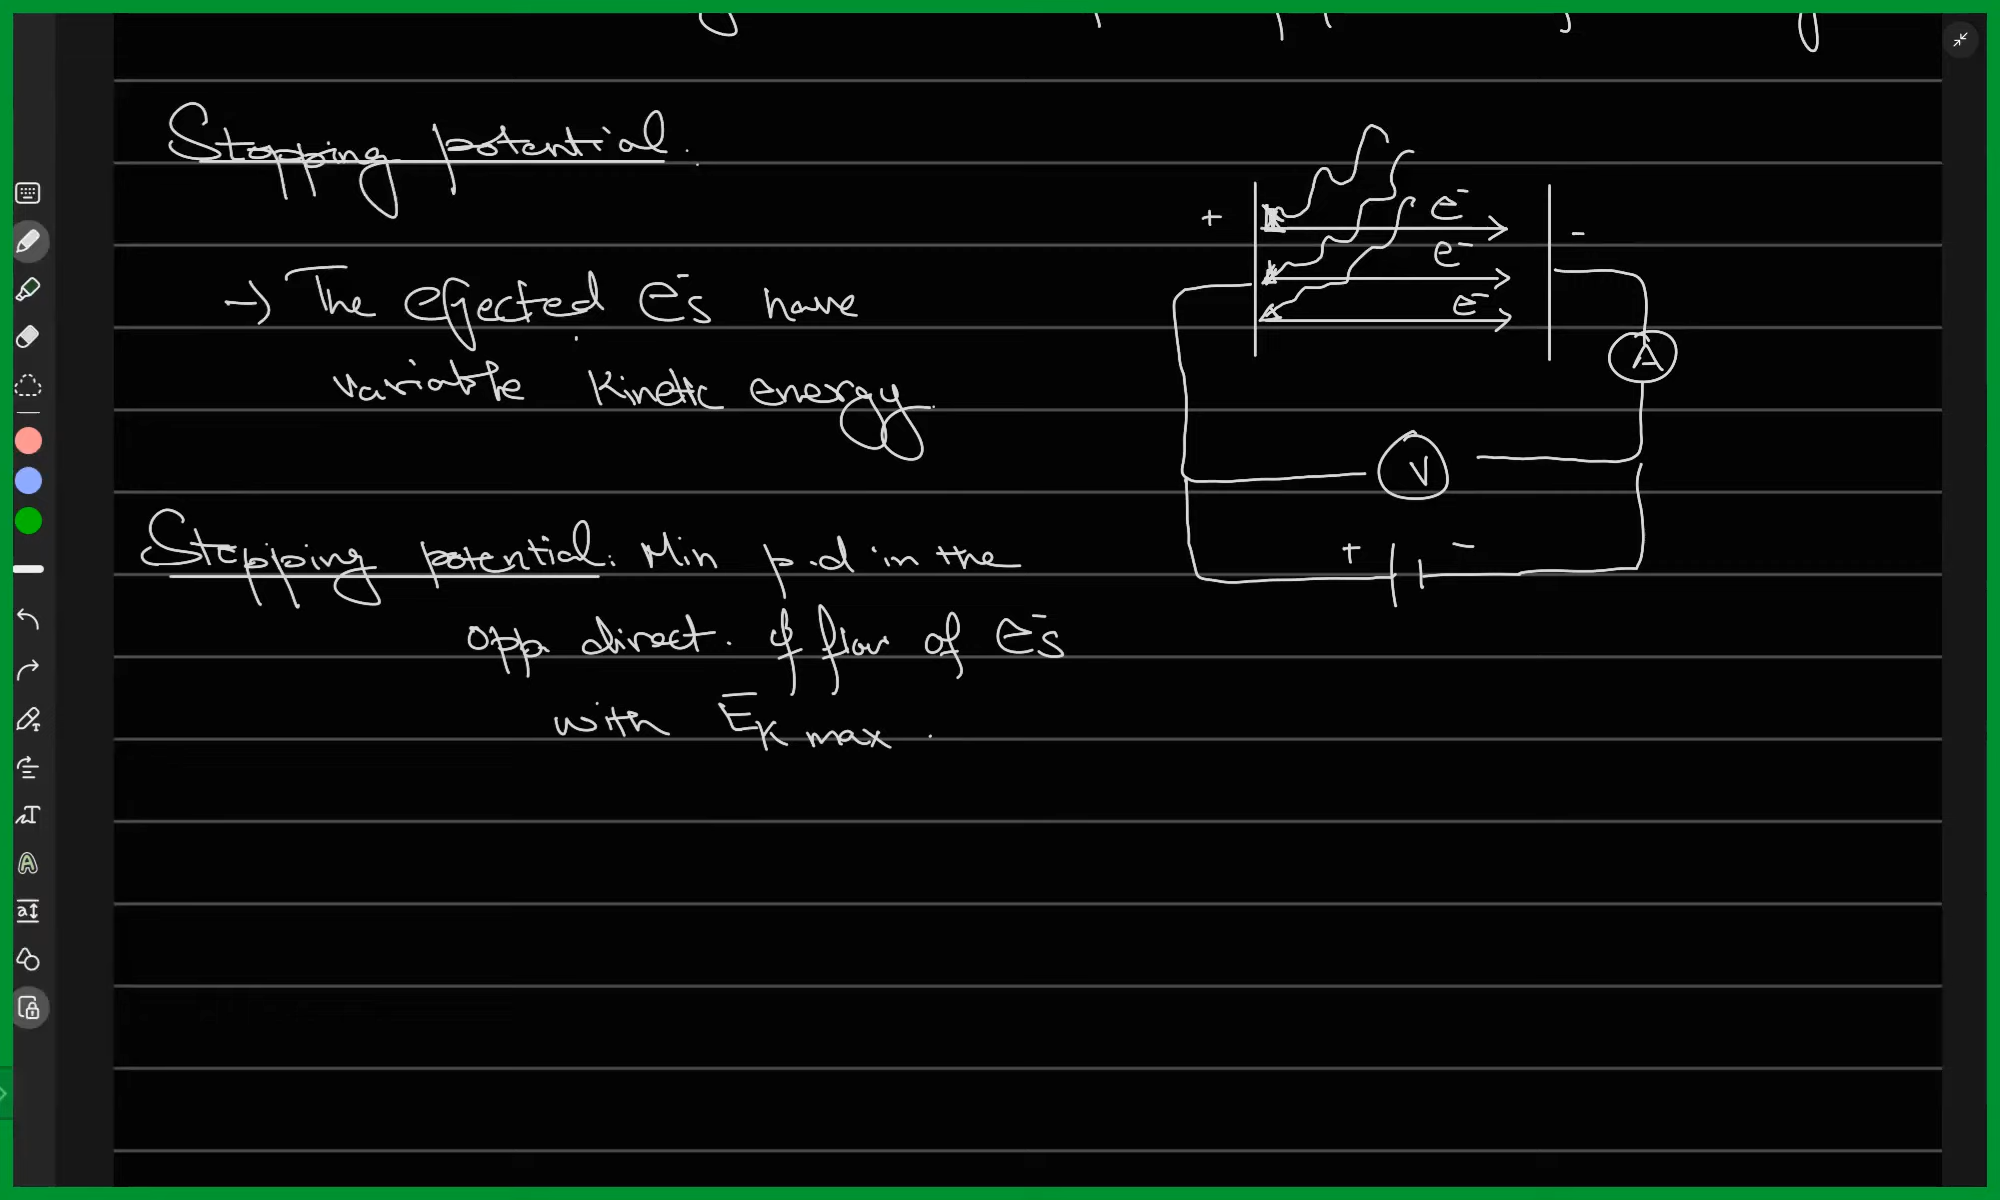 Stopping potential.
→ The ejected e⁻s have
variable Kinetic energy.
Stopping potential: Min p.d in the
opp direct. of flow of e⁻s
with EK max.
+
e⁻
-
e⁻
e⁻
A
V
+ -